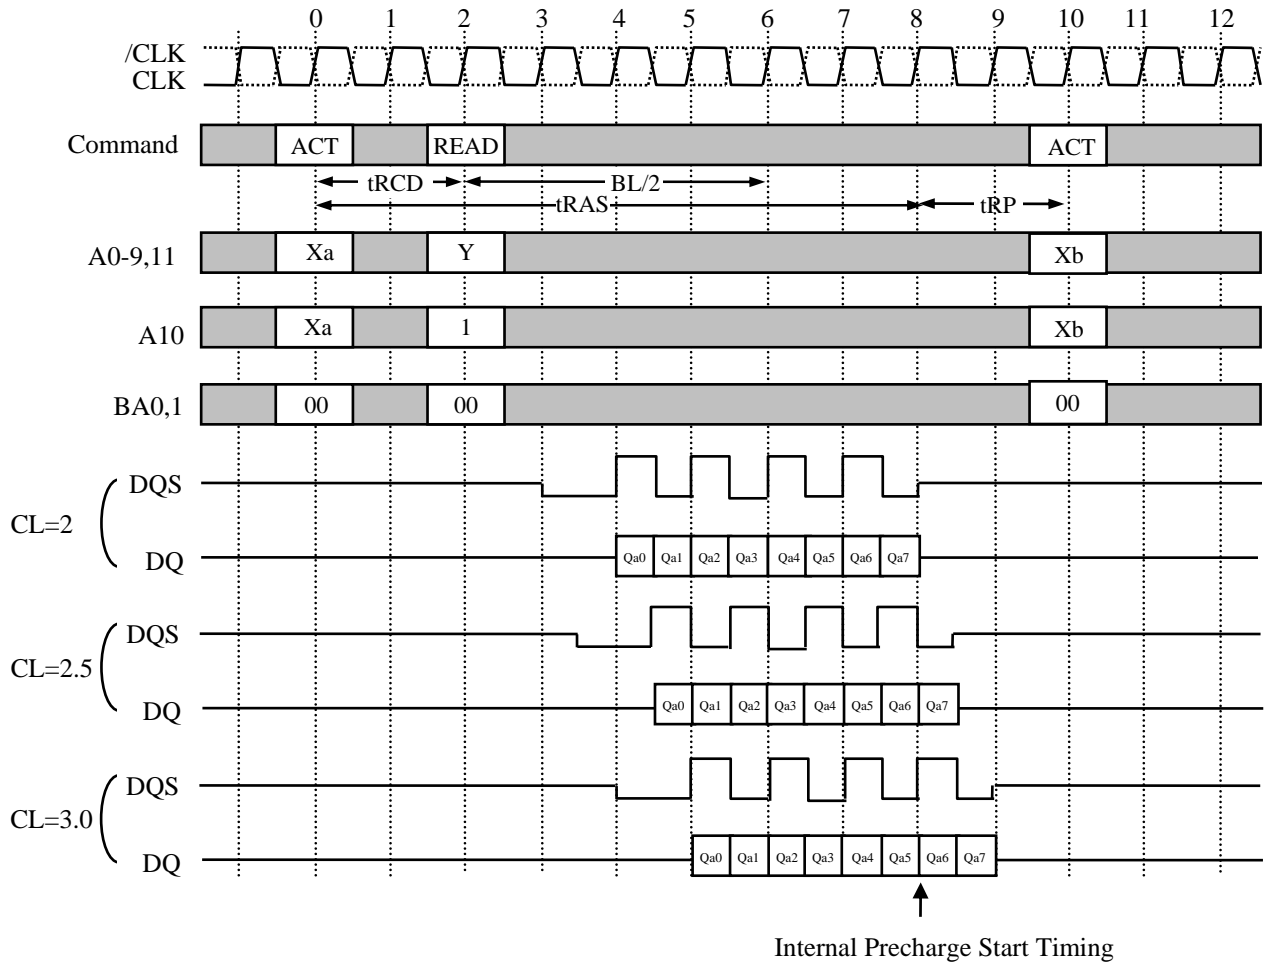 0 1 2 3 4 5 6 7 8 9 10 11 12
/CLK
CLK
Command ACT READ ACT
tRCD BL/2
tRAS tRP
A0-9,11 Xa Y Xb
A10 Xa 1 Xb
BA0,1 00 00 00
DQS
CL=2
DQ Qa0 Qa1 Qa2 Qa3 Qa4 Qa5 Qa6 Qa7
DQS
CL=2.5
DQ Qa0 Qa1 Qa2 Qa3 Qa4 Qa5 Qa6 Qa7
DQS
CL=3.0
DQ Qa0 Qa1 Qa2 Qa3 Qa4 Qa5 Qa6 Qa7
Internal Precharge Start Timing